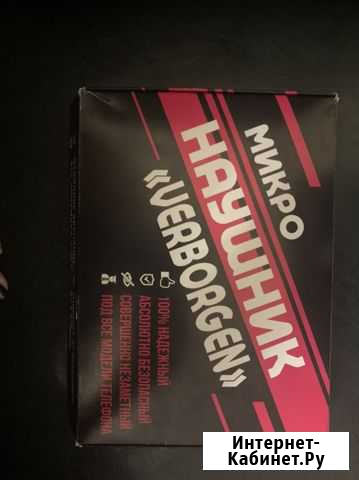 МИКРО
НАУШНИК
«VERBORGEN»
100% НАДЕЖНЫЙ
АБСОЛЮТНО БЕЗОПАСНЫЙ
СОВЕРШЕННО НЕЗАМЕТНЫЙ
ПОД ВСЕ МОДЕЛИ ТЕЛЕФОНА
Интернет-
Кабинет.Ру